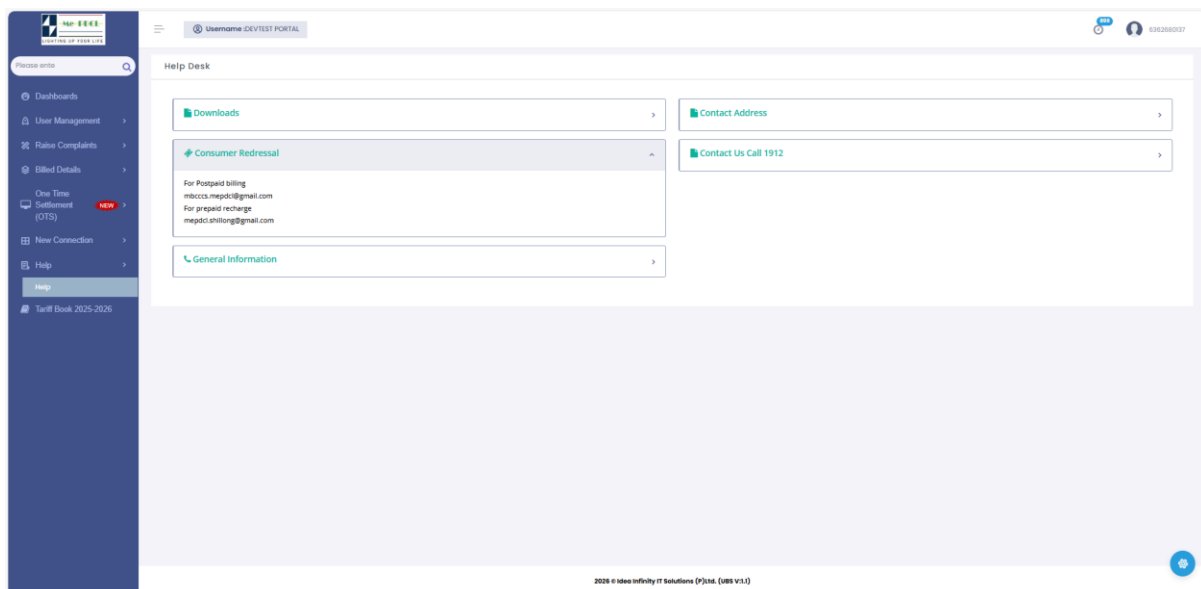 Me-PDCL
LIGHTING UP YOUR LIFE
Please ente
Dashboards
User Management
Raise Complaints
Billed Details
One Time
Settlement
(OTS)
NEW
New Connection
Help
Help
Tariff Book 2025-2026
Username :DEVTEST PORTAL
999
6362660137
Help Desk
Downloads
Consumer Redressal
For Postpaid billing
mbcccs.mepdcl@gmail.com
For prepaid recharge
mepdcl.shillong@gmail.com
General Information
Contact Address
Contact Us Call 1912
2026 © Idea Infinity IT Solutions (P)Ltd. (UBS V:1.1)